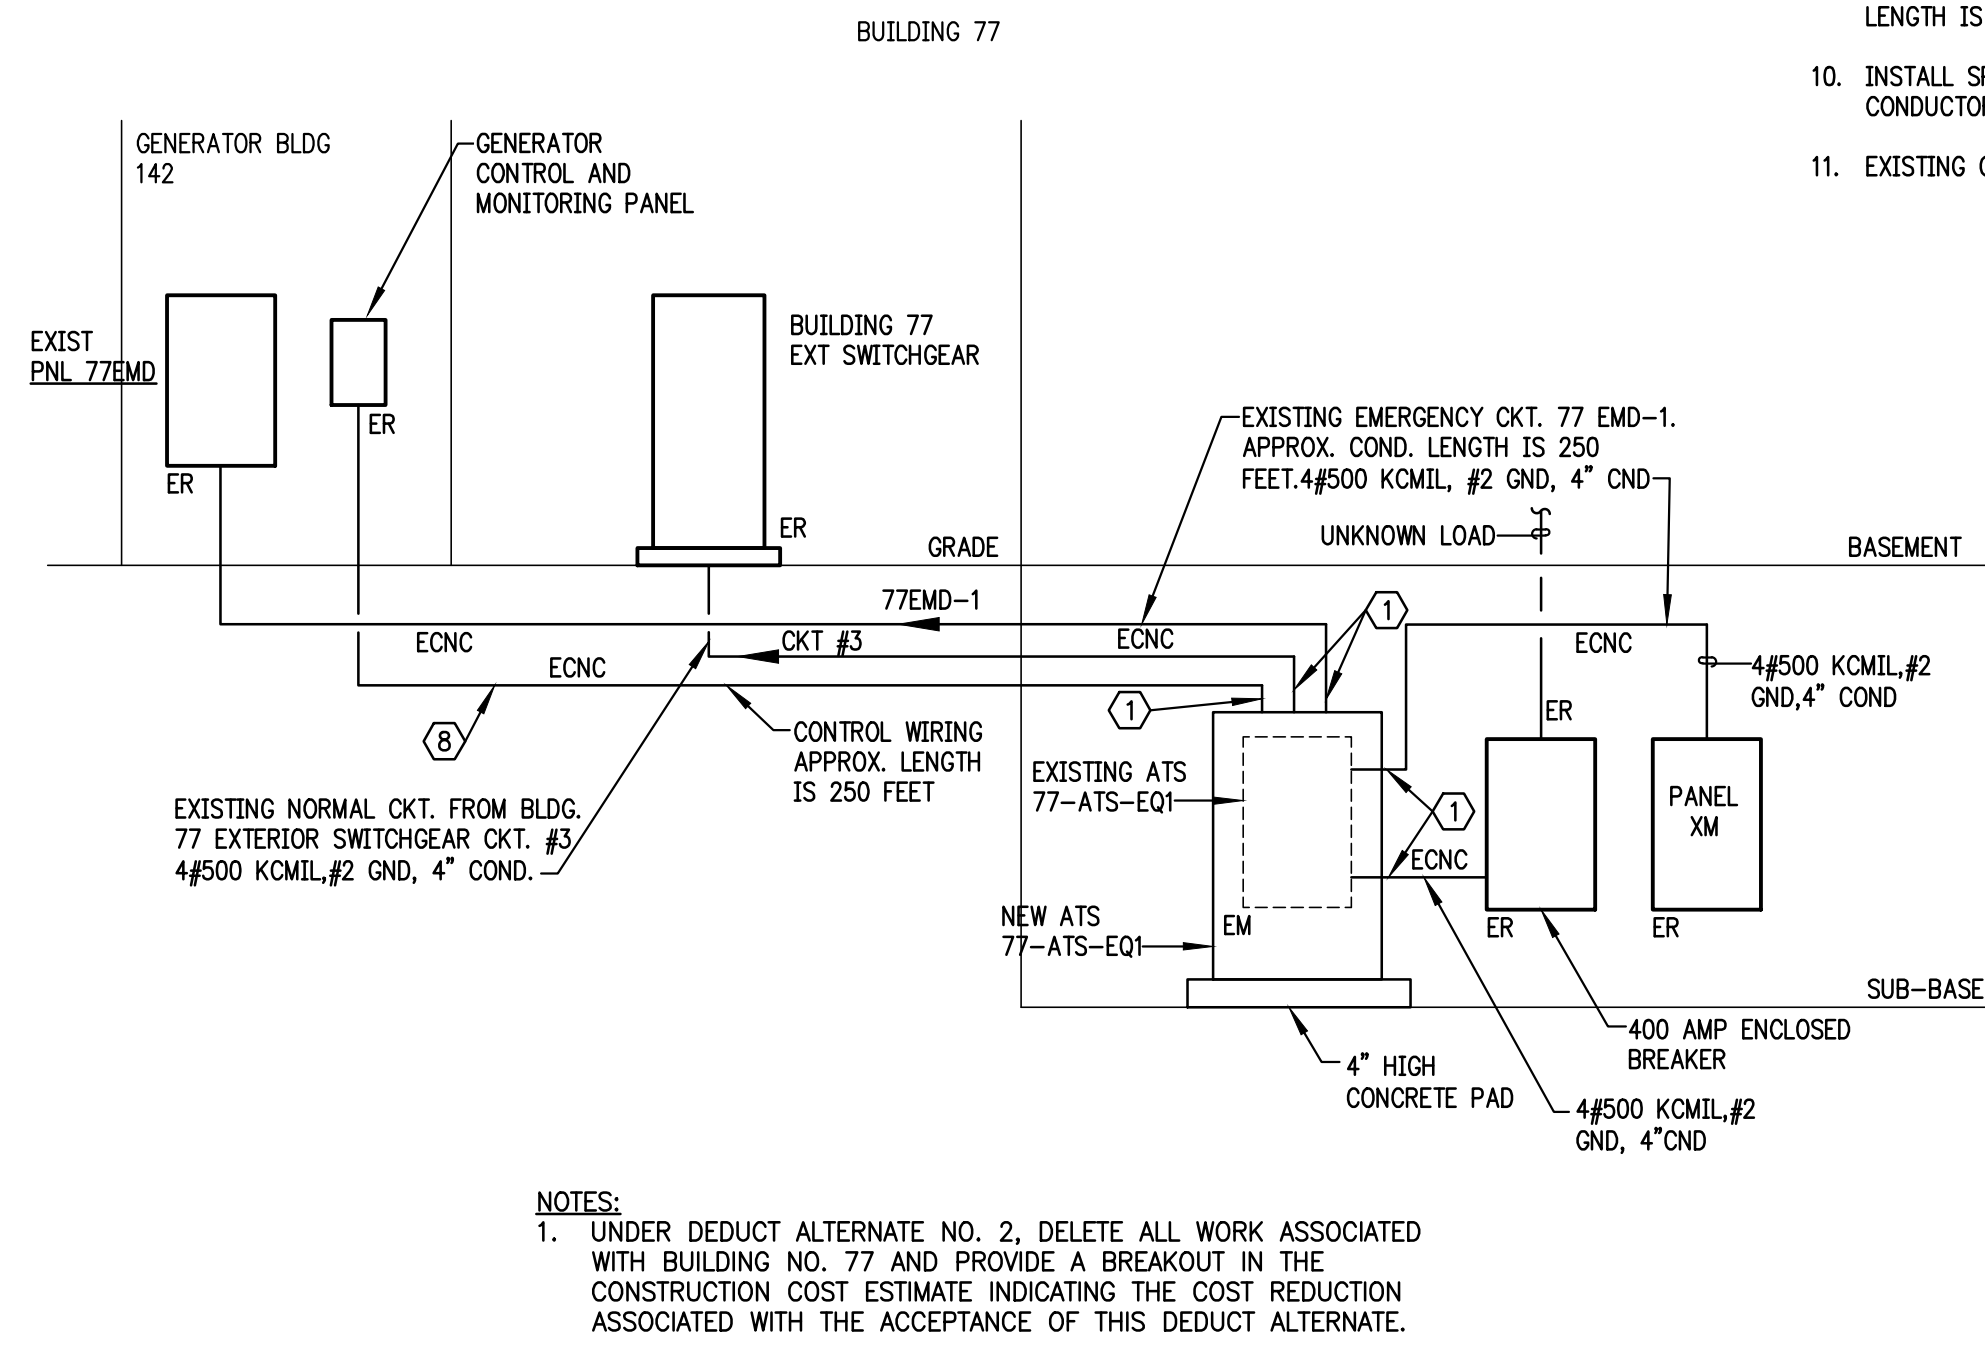 BUILDING 77
LENGTH IS
10. INSTALL
CONDUCTOR
11. EXISTING
GENERATOR BLDG
142
GENERATOR
CONTROL AND
MONITORING PANEL
EXIST
PNL 77EMD
ER
ER
BUILDING 77
EXT SWITCHGEAR
ER
GRADE
EXISTING EMERGENCY CKT. 77 EMD-1.
APPROX. COND. LENGTH IS 250
FEET.4#500 KCMIL, #2 GND, 4” CND
UNKNOWN LOAD
BASEMENT
77EMD-1
ECNC
CKT #3
ECNC
ECNC
1
ECNC
4#500 KCMIL,#2
GND,4” COND
1
ER
8
CONTROL WIRING
APPROX. LENGTH
IS 250 FEET
EXISTING NORMAL CKT. FROM BLDG.
77 EXTERIOR SWITCHGEAR CKT. #3
4#500 KCMIL,#2 GND, 4” COND.
EXISTING ATS
77-ATS-EQ1
1
PANEL
XM
ECNC
NEW ATS
77-ATS-EQ1
EM
ER
ER
SUB-BASE
400 AMP ENCLOSED
BREAKER
4” HIGH
CONCRETE PAD
4#500 KCMIL,#2
GND, 4”CND
NOTES:
1. UNDER DEDUCT ALTERNATE NO. 2, DELETE ALL WORK ASSOCIATED
WITH BUILDING NO. 77 AND PROVIDE A BREAKOUT IN THE
CONSTRUCTION COST ESTIMATE INDICATING THE COST REDUCTION
ASSOCIATED WITH THE ACCEPTANCE OF THIS DEDUCT ALTERNATE.